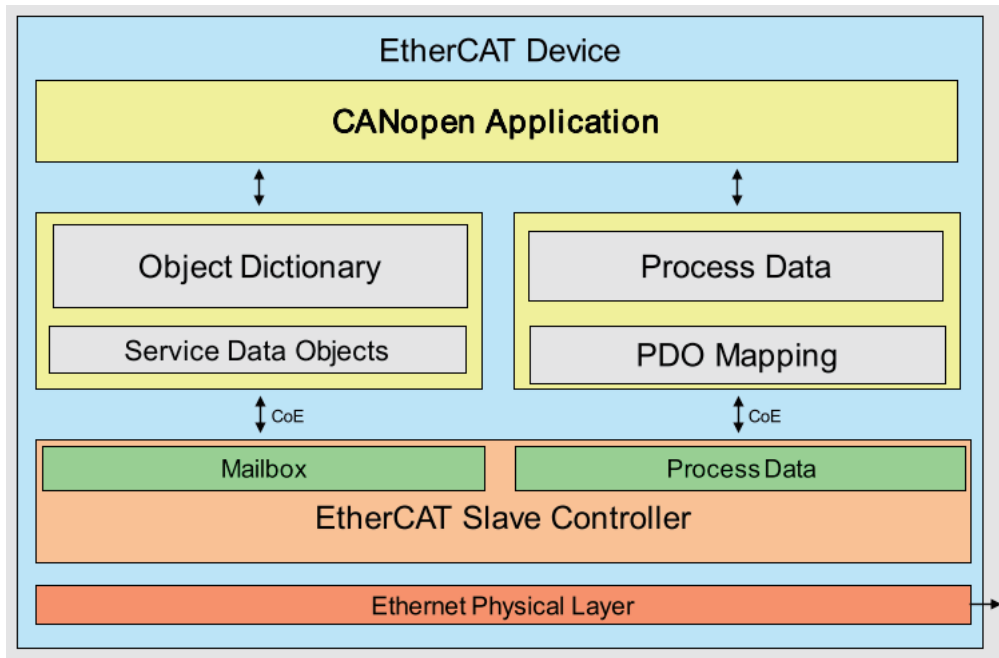 EtherCAT Device
CANopen Application
Object Dictionary
Service Data Objects
Process Data
PDO Mapping
CoE
CoE
Mailbox
Process Data
EtherCAT Slave Controller
Ethernet Physical Layer